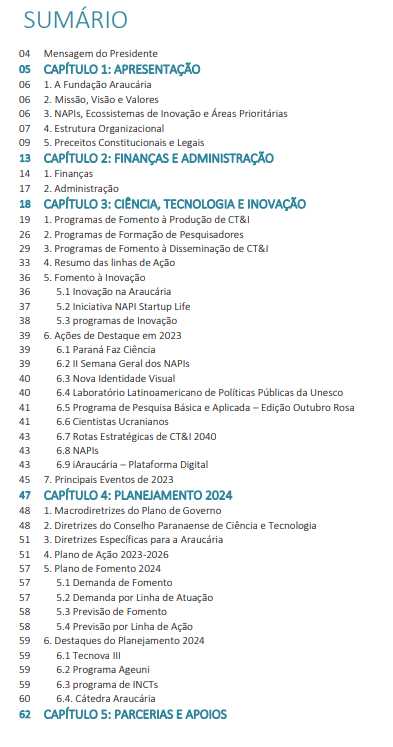 SUMÁRIO
04 Mensagem do Presidente
05 CAPÍTULO 1: APRESENTAÇÃO
06 1. A Fundação Araucária
06 2. Missão, Visão e Valores
06 3. NAPIs, Ecossistemas de Inovação e Áreas Prioritárias
07 4. Estrutura Organizacional
09 5. Preceitos Constitucionais e Legais
13 CAPÍTULO 2: FINANÇAS E ADMINISTRAÇÃO
14 1. Finanças
17 2. Administração
18 CAPÍTULO 3: CIÊNCIA, TECNOLOGIA E INOVAÇÃO
19 1. Programas de Fomento à Produção de CT&I
26 2. Programas de Formação de Pesquisadores
29 3. Programas de Fomento à Disseminação de CT&I
33 4. Resumo das linhas de Ação
36 5. Fomento à Inovação
36 5.1 Inovação na Araucária
37 5.2 Iniciativa NAPI Startup Life
38 5.3 programas de Inovação
39 6. Ações de Destaque em 2023
39 6.1 Paraná Faz Ciência
39 6.2 II Semana Geral dos NAPIs
40 6.3 Nova Identidade Visual
40 6.4 Laboratório Latinoamericano de Políticas Públicas da Unesco
41 6.5 Programa de Pesquisa Básica e Aplicada – Edição Outubro Rosa
41 6.6 Cientistas Ucranianos
43 6.7 Rotas Estratégicas de CT&I 2040
43 6.8 NAPIs
43 6.9 iAraucária – Plataforma Digital
45 7. Principais Eventos de 2023
47 CAPÍTULO 4: PLANEJAMENTO 2024
48 1. Macrodiretrizes do Plano de Governo
48 2. Diretrizes do Conselho Paranaense de Ciência e Tecnologia
51 3. Diretrizes Específicas para a Araucária
51 4. Plano de Ação 2023-2026
57 5. Plano de Fomento 2024
57 5.1 Demanda de Fomento
57 5.2 Demanda por Linha de Atuação
58 5.3 Previsão de Fomento
58 5.4 Previsão por Linha de Ação
59 6. Destaques do Planejamento 2024
59 6.1 Tecnova III
59 6.2 Programa Ageuni
59 6.3 programa de INCTs
60 6.4. Cátedra Araucária
62 CAPÍTULO 5: PARCERIAS E APOIOS